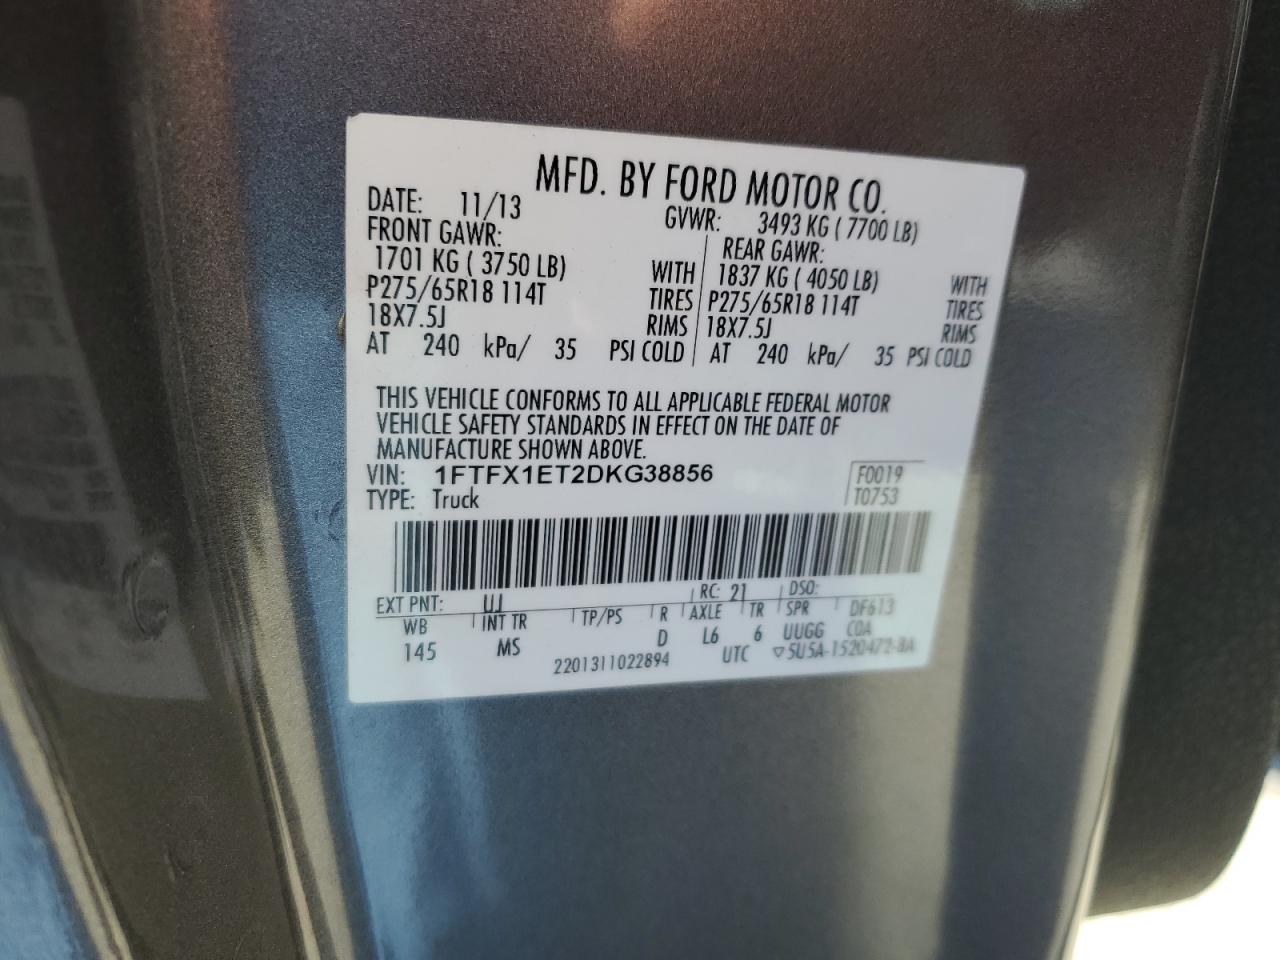 MFD. BY FORD MOTOR CO.
DATE: 11/13 GVWR: 3493 KG ( 7700 LB)
FRONT GAWR: REAR GAWR:
1701 KG ( 3750 LB) WITH 1837 KG ( 4050 LB) WITH
P275/65R18 114T TIRES P275/65R18 114T TIRES
18X7.5J RIMS 18X7.5J RIMS
AT 240 kPa/ 35 PSI COLD AT 240 kPa/ 35 PSI COLD
THIS VEHICLE CONFORMS TO ALL APPLICABLE FEDERAL MOTOR
VEHICLE SAFETY STANDARDS IN EFFECT ON THE DATE OF
MANUFACTURE SHOWN ABOVE.
VIN: 1FTFX1ET2DKG38856 F0019
TYPE: Truck T0753
EXT PNT: UJ RC: 21 DSO:
WB INT TR TP/PS R AXLE TR SPR DF613
145 MS D L6 6 UUGG COA
2201311022894 UTC ▽5U5A-1520472-BA